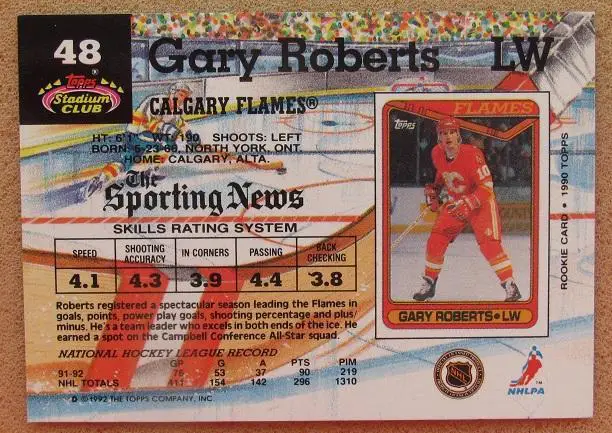 48 Gary Roberts LW
Topps
Stadium
CLUB
CALGARY FLAMES®
HT: 6'1" WT: 190 SHOOTS: LEFT
BORN: 5-23-66, NORTH YORK, ONT.
HOME: CALGARY, ALTA.
The
Sporting News
SKILLS RATING SYSTEM
SPEED SHOOTING ACCURACY IN CORNERS PASSING BACK CHECKING
4.1 4.3 3.9 4.4 3.8
Roberts registered a spectacular season leading the Flames in
goals, points, power play goals, shooting percentage and plus/
minus. He's a team leader who excels in both ends of the ice. He
earned a spot on the Campbell Conference All-Star squad.
NATIONAL HOCKEY LEAGUE RECORD
GP G A PTS PIM
91-92 76 53 37 90 219
NHL TOTALS 411 154 142 296 1310
D © 1992 THE TOPPS COMPANY, INC.
FLAMES
Topps
10
GARY ROBERTS • LW
ROOKIE CARD • 1990 TOPPS
NHL
NHLPA
TM